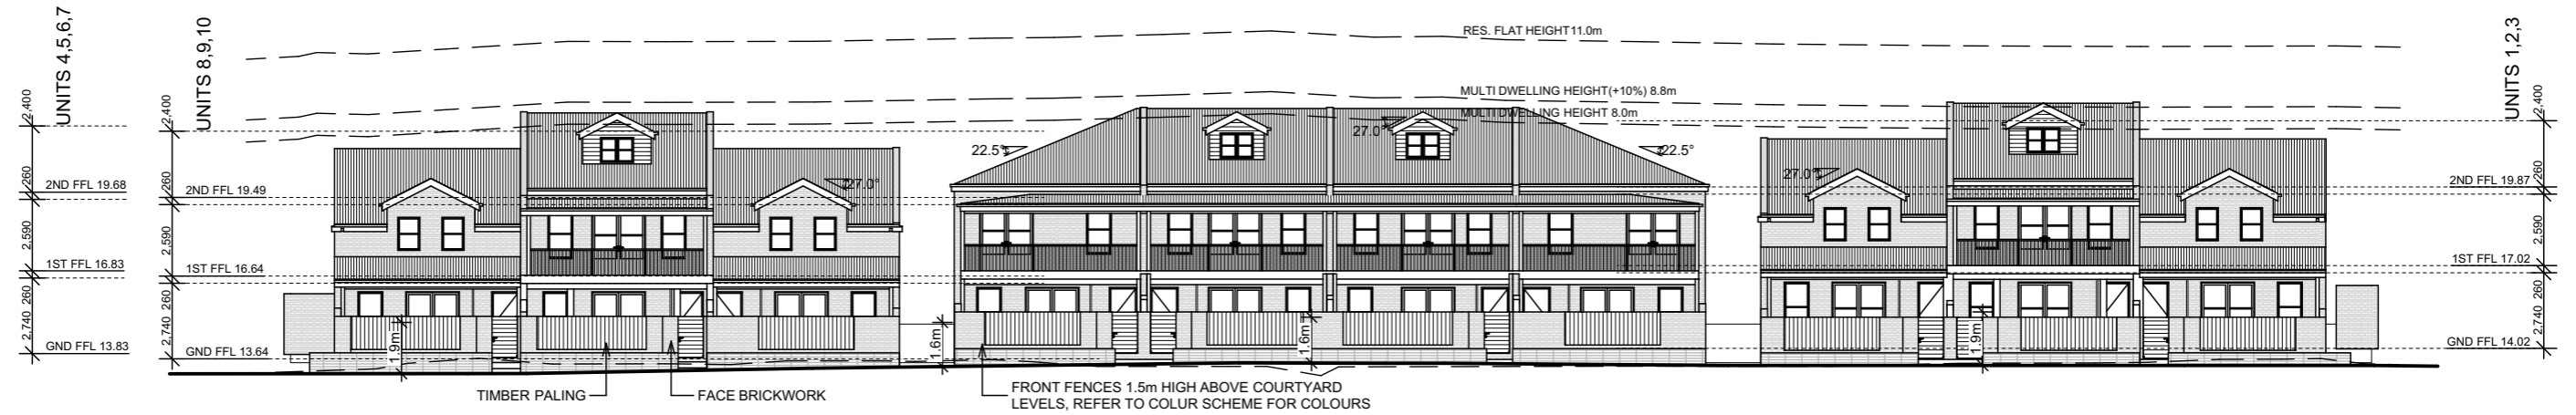 UNITS 4,5,6,7
2,400
260
2ND FFL 19.68
2,590
1ST FFL 16.83
260
2,740
GND FFL 13.83
UNITS 8,9,10
2,400
260
2ND FFL 19.49
2,590
1ST FFL 16.64
260
2,740
GND FFL 13.64
RES. FLAT HEIGHT 11.0m
MULTI DWELLING HEIGHT(+10%) 8.8m
MULTI DWELLING HEIGHT 8.0m
27.0°
22.5°
27.0°
22.5°
27.0°
1.9m
1.6m
1.6m
1.9m
TIMBER PALING
FACE BRICKWORK
FRONT FENCES 1.5m HIGH ABOVE COURTYARD
LEVELS, REFER TO COLUR SCHEME FOR COLOURS
UNITS 1,2,3
2,400
260
2ND FFL 19.87
2,590
1ST FFL 17.02
260
2,740
GND FFL 14.02